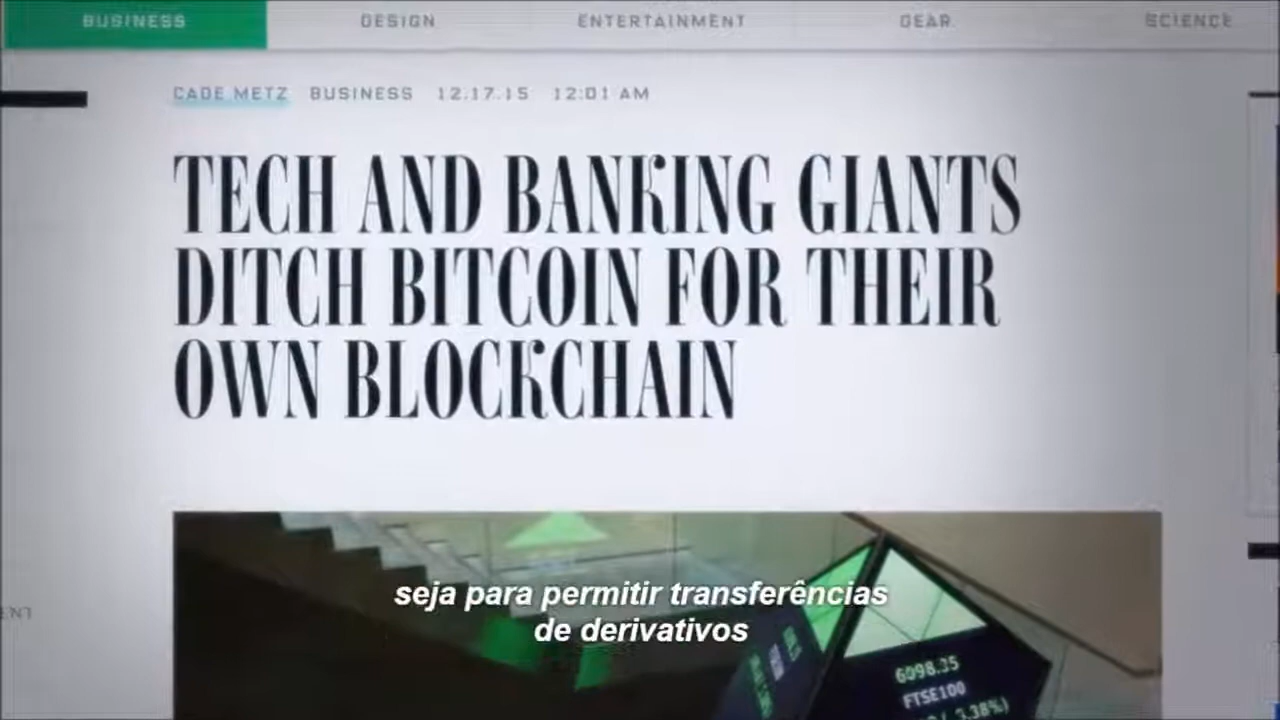 BUSINESS DESIGN ENTERTAINMENT GEAR SCIENCE
CADE METZ BUSINESS 12.17.15 12:01 AM
TECH AND BANKING GIANTS
DITCH BITCOIN FOR THEIR
OWN BLOCKCHAIN
seja para permitir transferências
de derivativos
6098.35
FTSE100